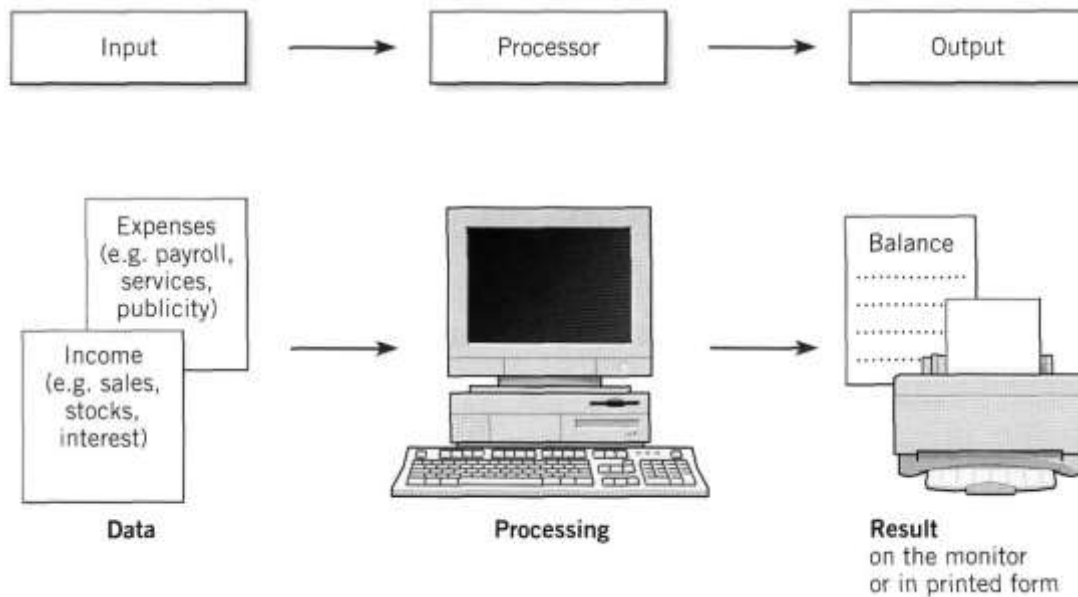 Input
Processor
Output
Expenses
(e.g. payroll,
services,
publicity)
Income
(e.g. sales,
stocks,
interest)
Balance
Data
Processing
Result
on the monitor
or in printed form